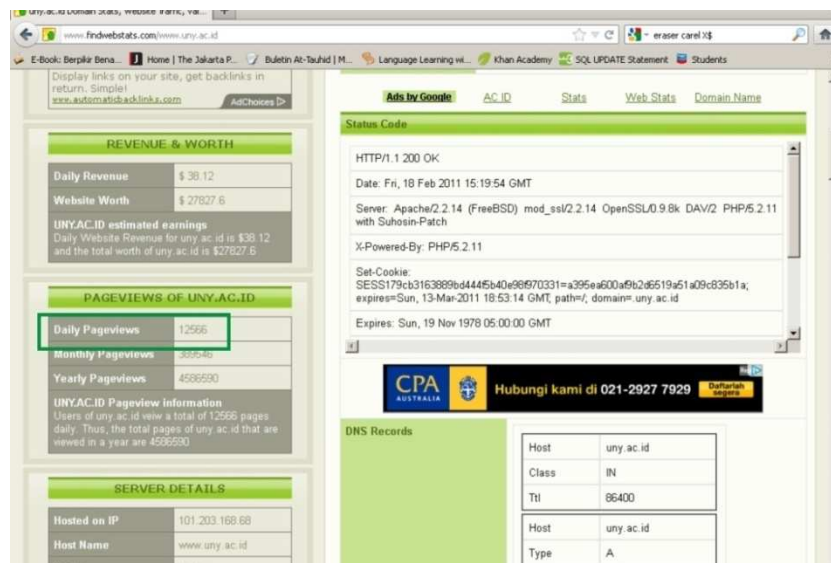 uny.ac.id Domain Stats, Website Traffic, Val...
www.findwebstats.com/www.uny.ac.id
eraser carel X$
E-Book: Berpikir Bena... Home | The Jakarta P... Buletin At-Tauhid | M... Language Learning wi... Khan Academy SQL UPDATE Statement Students
Display links on your site, get backlinks in
return. Simple!
www.automaticbacklinks.com AdChoices
REVENUE & WORTH
Daily Revenue $ 38.12
Website Worth $ 27827.6
UNY.AC.ID estimated earnings
Daily Website Revenue for uny.ac.id is $38.12
and the total worth of uny.ac.id is $27827.6
PAGEVIEWS OF UNY.AC.ID
Daily Pageviews 12566
Monthly Pageviews 389546
Yearly Pageviews 4586590
UNY.AC.ID Pageview information
Users of uny.ac.id veiw a total of 12566 pages
daily. Thus, the total pages of uny.ac.id that are
viewed in a year are 4586590
SERVER DETAILS
Hosted on IP 101.203.168.68
Host Name www.uny.ac.id
Ads by Google AC ID Stats Web Stats Domain Name
Status Code
HTTP/1.1 200 OK
Date: Fri, 18 Feb 2011 15:19:54 GMT
Server: Apache/2.2.14 (FreeBSD) mod_ssl/2.2.14 OpenSSL/0.9.8k DAV/2 PHP/5.2.11
with Suhosin-Patch
X-Powered-By: PHP/5.2.11
Set-Cookie:
expires=Sun, 13-Mar-2011 18:53:14 GMT; path=/; domain=.uny.ac.id
Expires: Sun, 19 Nov 1978 05:00:00 GMT
CPA
AUSTRALIA
Hubungi kami di 021-2927 7929
Daftarlah
segera
DNS Records
Host uny.ac.id
Class IN
Ttl 86400
Host uny.ac.id
Type A